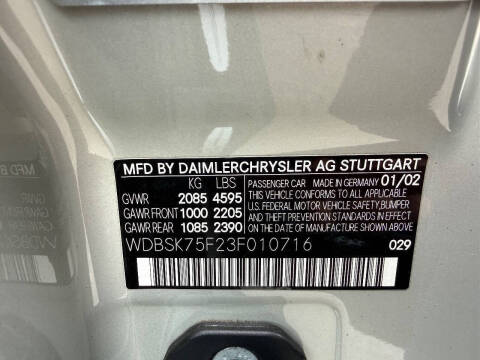 MFD BY DAIMLERCHRYSLER AG STUTTGART
KG LBS PASSENGER CAR MADE IN GERMANY 01/02
GVWR 2085 4595 THIS VEHICLE CONFORMS TO ALL APPLICABLE
GAWR FRONT 1000 2205 U.S. FEDERAL MOTOR VEHICLE SAFETY, BUMPER
GAWR REAR 1085 2390 AND THEFT PREVENTION STANDARDS IN EFFECT
ON THE DATE OF MANUFACTURE SHOWN ABOVE
WDBSK75F23F010716 029